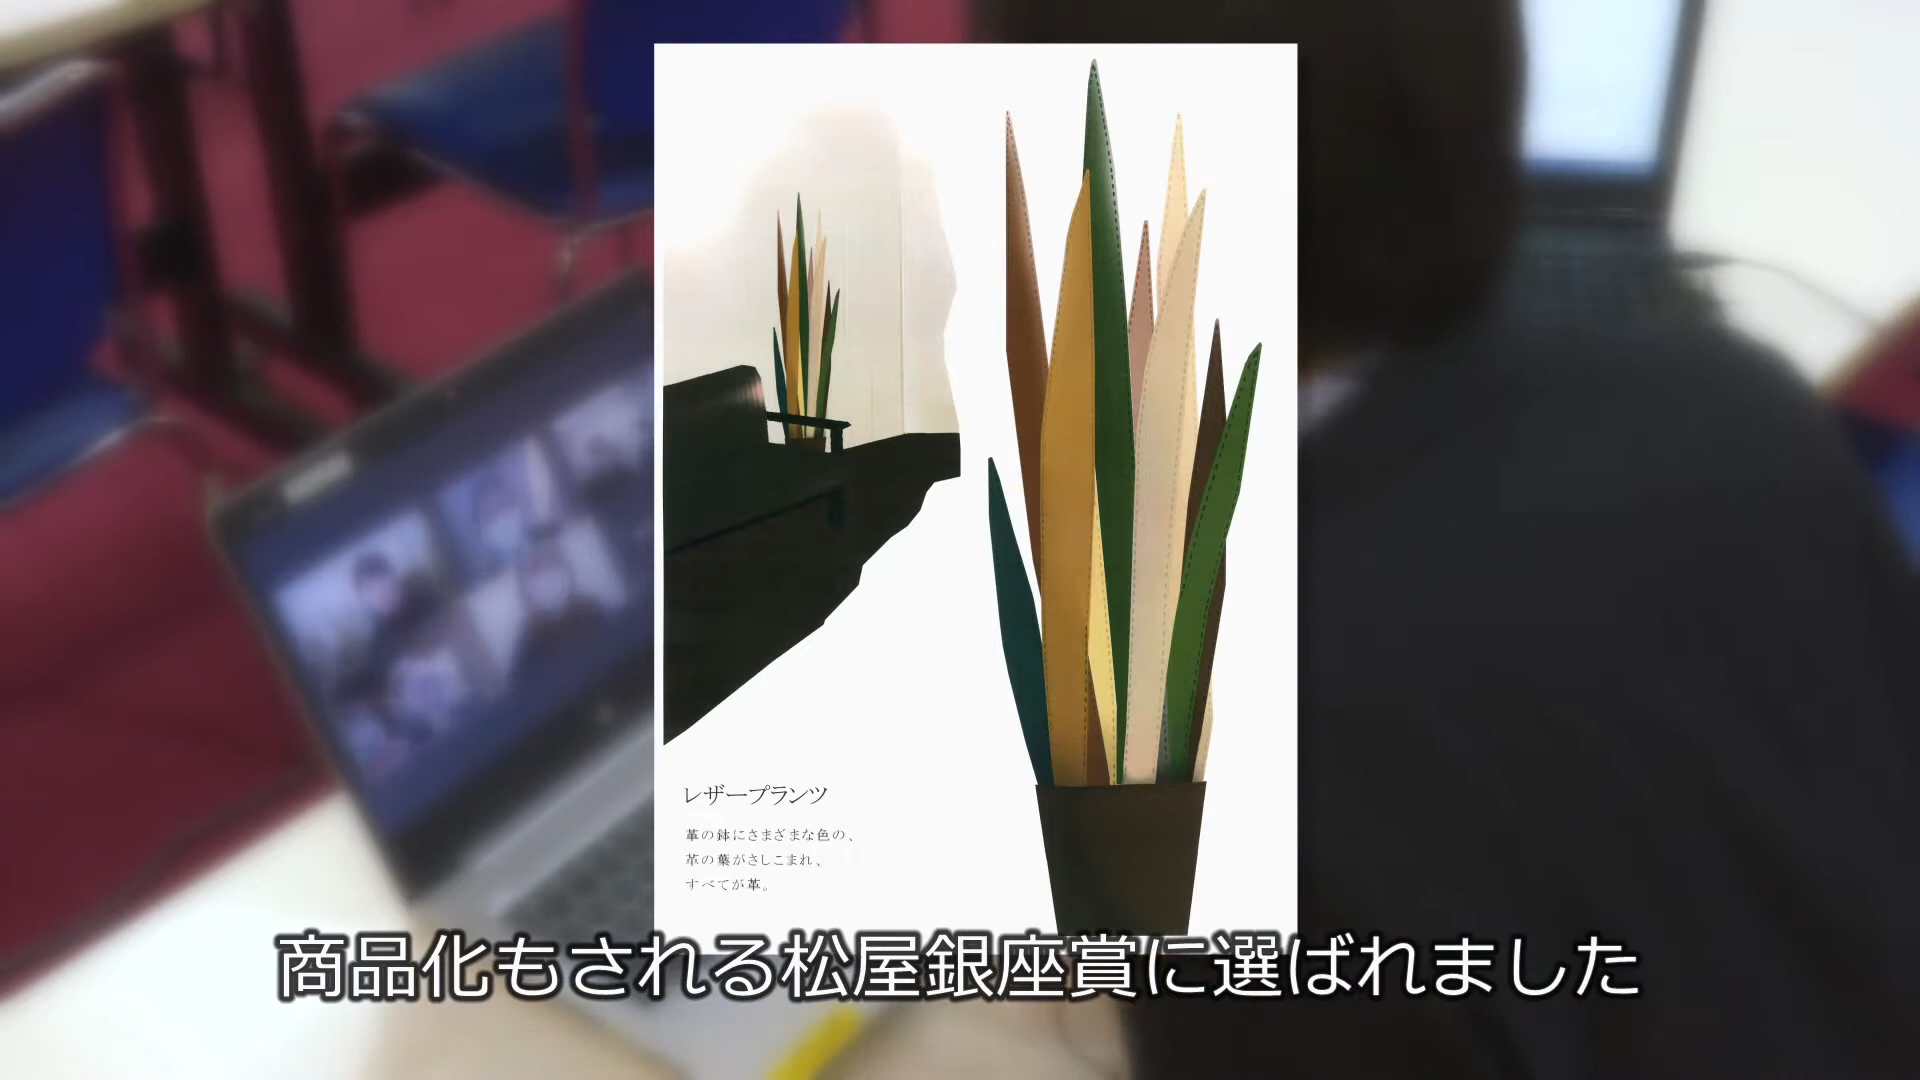 レザープランツ
革の鉢にさまざまな色の、
革の葉がさしこまれ、
すべてが革。
商品化もされる松屋銀座賞に選ばれました